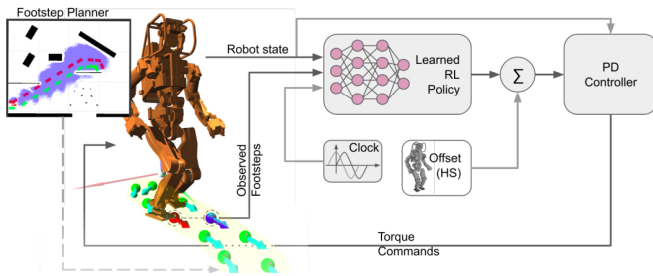 Footstep Planner
Robot state
Learned
RL
Policy
Σ
PD
Controller
Observed
Footsteps
Clock
Offset
(HS)
Torque
Commands